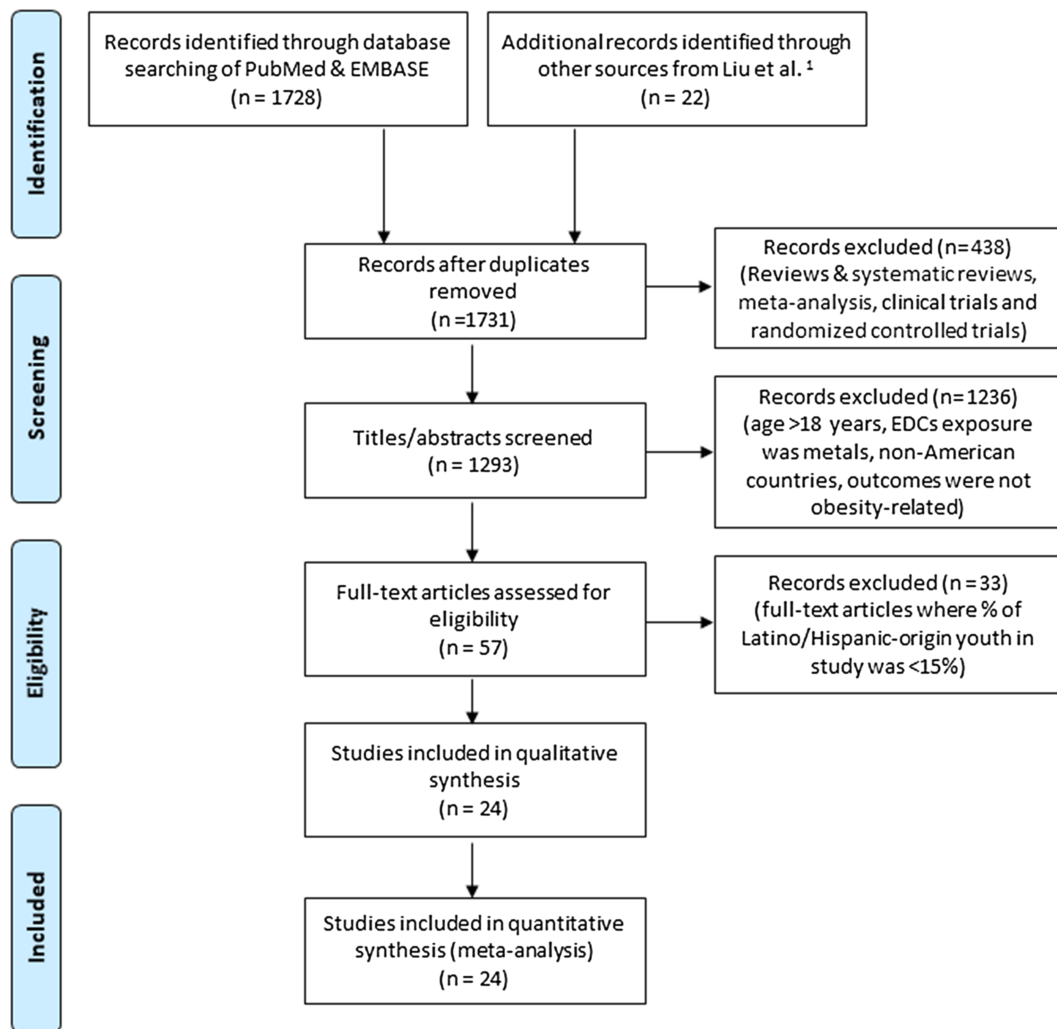 Identification
Records identified through database
searching of PubMed & EMBASE
(n = 1728)
Additional records identified through
other sources from Liu et al. ¹
(n = 22)
Screening
Records after duplicates
removed
(n =1731)
Records excluded (n=438)
(Reviews & systematic reviews,
meta-analysis, clinical trials and
randomized controlled trials)
Titles/abstracts screened
(n = 1293)
Records excluded (n=1236)
(age >18 years, EDCs exposure
was metals, non-American
countries, outcomes were not
obesity-related)
Eligibility
Full-text articles assessed for
eligibility
(n = 57)
Records excluded (n = 33)
(full-text articles where % of
Latino/Hispanic-origin youth in
study was <15%)
Studies included in qualitative
synthesis
(n = 24)
Included
Studies included in quantitative
synthesis (meta-analysis)
(n = 24)